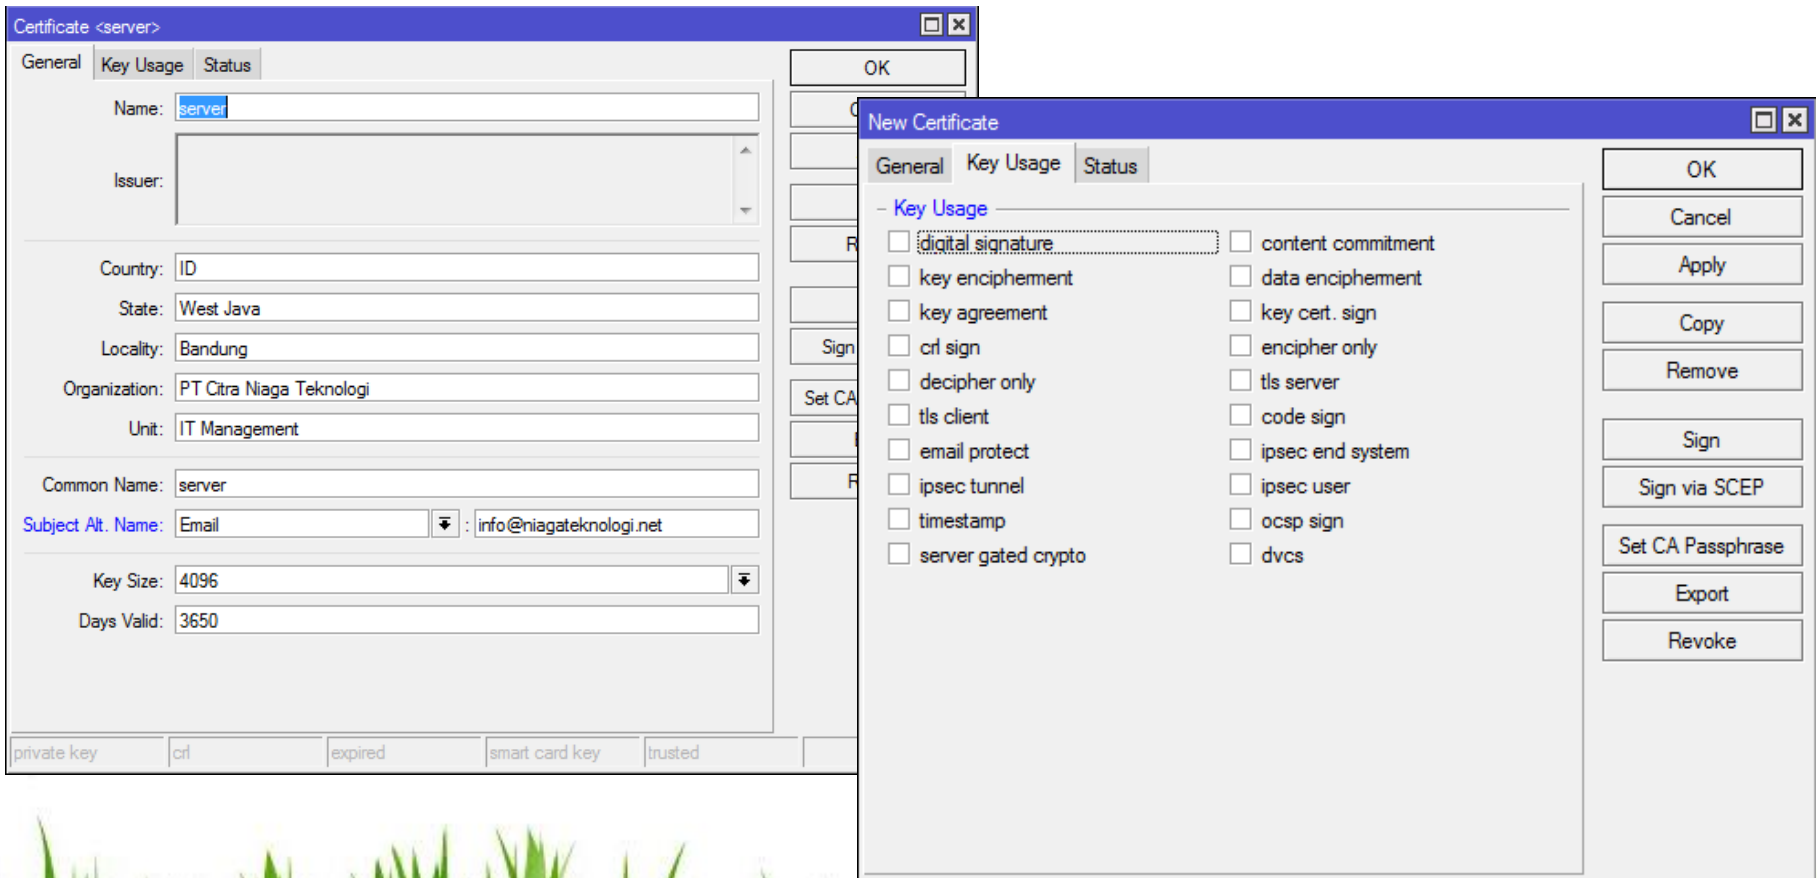 Certificate <server>
General Key Usage Status
Name: server
Issuer:
Country: ID
State: West Java
Locality: Bandung
Organization: PT Citra Niaga Teknologi
Unit: IT Management
Common Name: server
Subject Alt. Name: Email : info@niagateknologi.net
Key Size: 4096
Days Valid: 3650
private key crl expired smart card key trusted
OK
Sign
Set CA
New Certificate
General Key Usage Status
Key Usage
digital signature content commitment
key encipherment data encipherment
key agreement key cert. sign
crl sign encipher only
decipher only tls server
tls client code sign
email protect ipsec end system
ipsec tunnel ipsec user
timestamp ocsp sign
server gated crypto dvcs
OK
Cancel
Apply
Copy
Remove
Sign
Sign via SCEP
Set CA Passphrase
Export
Revoke